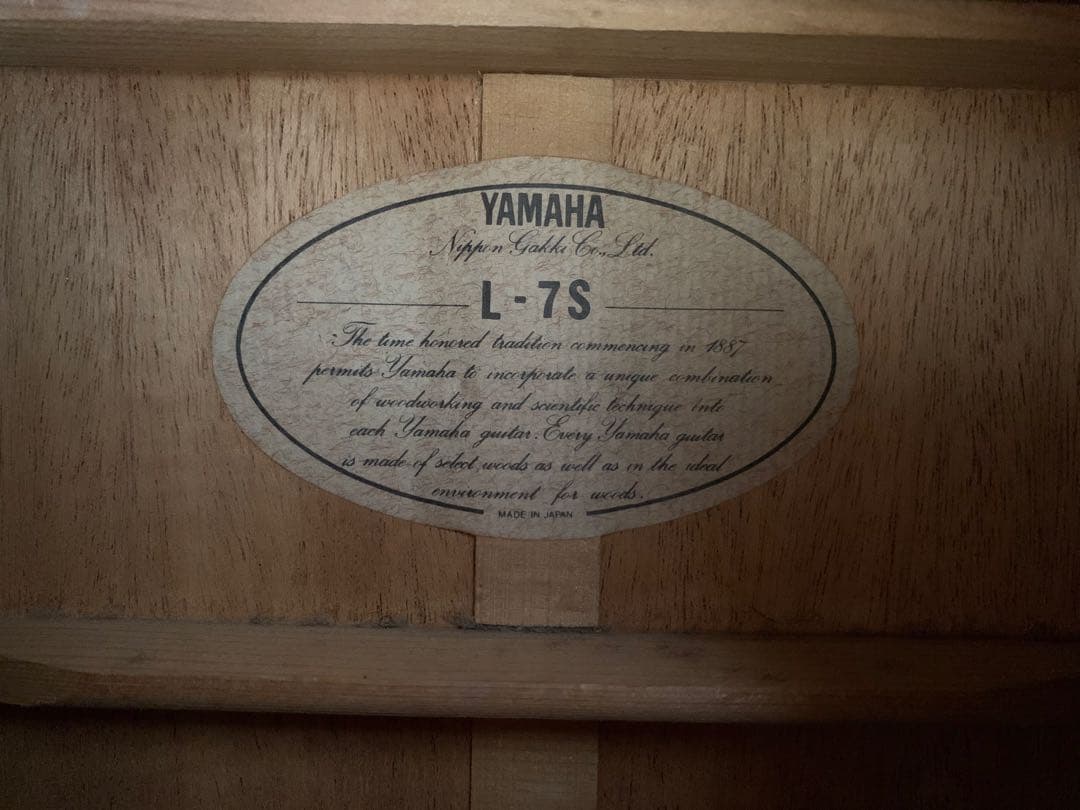 YAMAHA
Nippon Gakki Co., Ltd.
L-7S
The time honored tradition commencing in 1887
permits Yamaha to incorporate a unique combination
of woodworking and scientific technique into
each Yamaha guitar. Every Yamaha guitar
is made of select woods as well as in the ideal
environment for woods.
MADE IN JAPAN